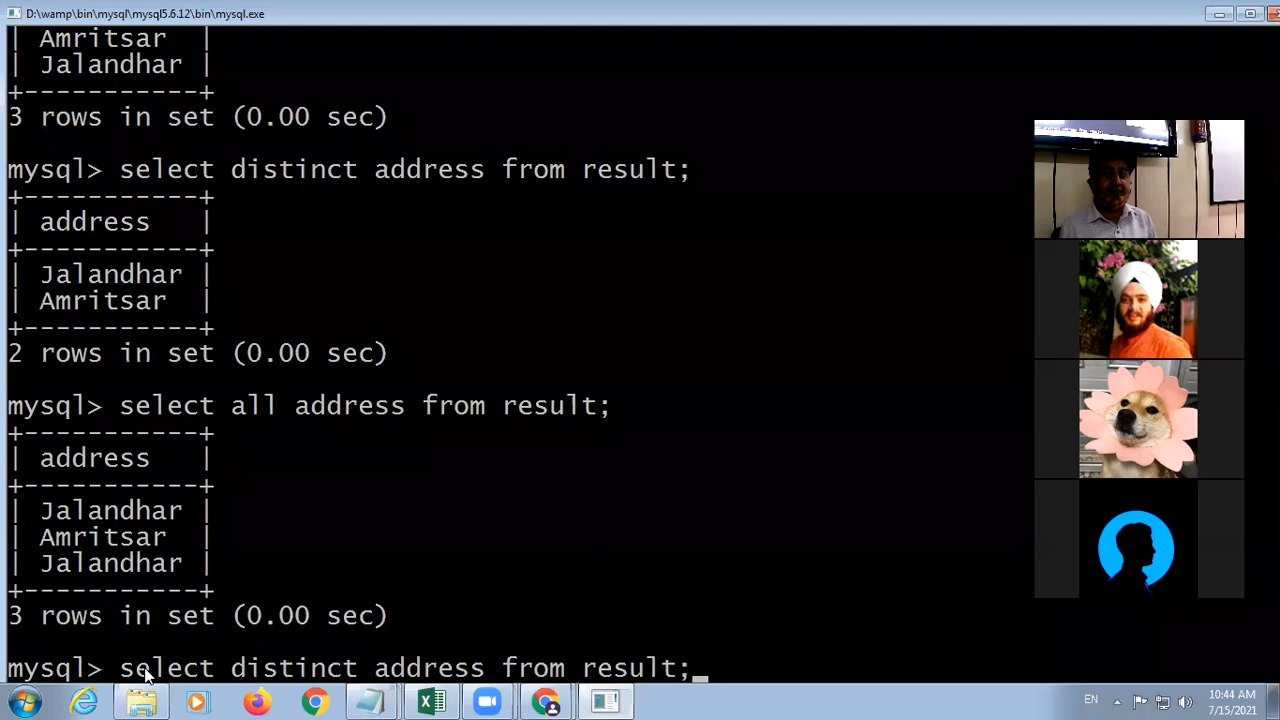 D:\wamp\bin\mysql\mysql5.6.12\bin\mysql.exe
| Amritsar  |
| Jalandhar |
+-----------+
3 rows in set (0.00 sec)
mysql> select distinct address from result;
+-----------+
| address   |
+-----------+
| Jalandhar |
| Amritsar  |
+-----------+
2 rows in set (0.00 sec)
mysql> select all address from result;
+-----------+
| address   |
+-----------+
| Jalandhar |
| Amritsar  |
| Jalandhar |
+-----------+
3 rows in set (0.00 sec)
mysql> select distinct address from result;_
EN
10:44 AM
7/15/2021